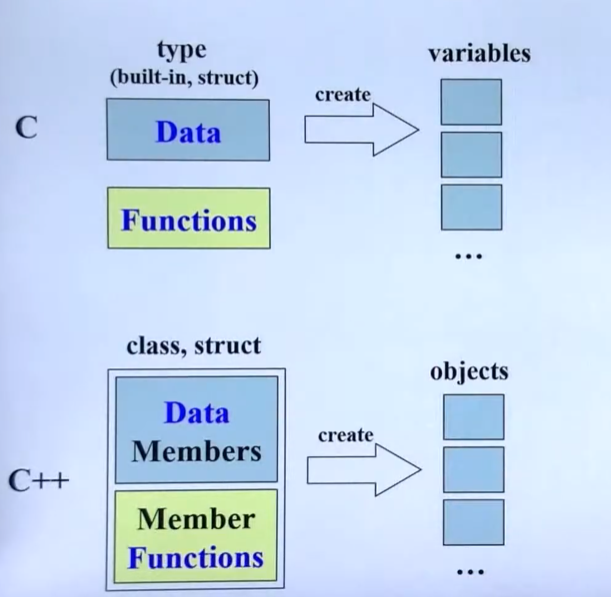 type
(built-in, struct)
variables
create
C
Data
Functions
...
class, struct
objects
create
Data
Members
C++
Member
Functions
...